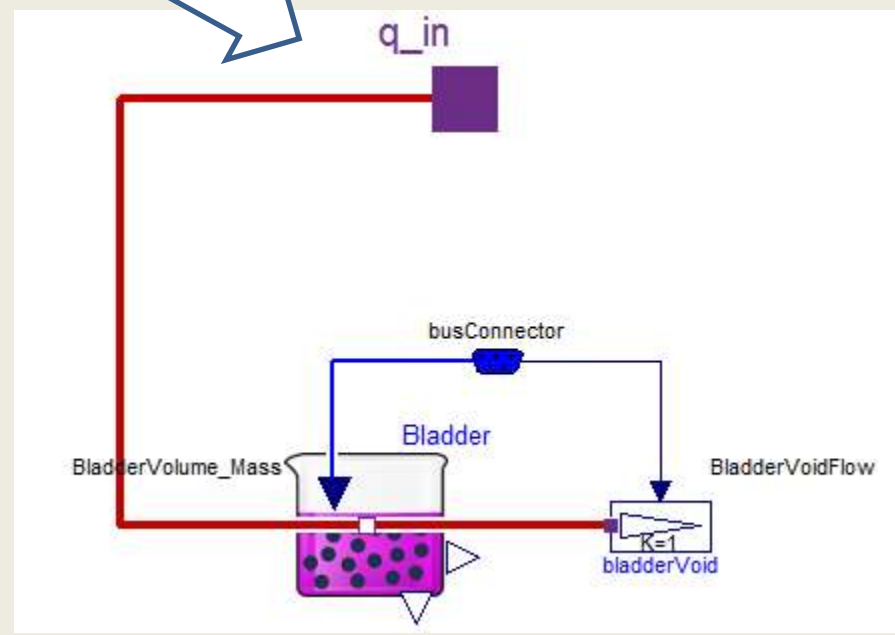 q_in
busConnector
Bladder
BladderVolume_Mass
BladderVoidFlow
K=1
bladderVoid